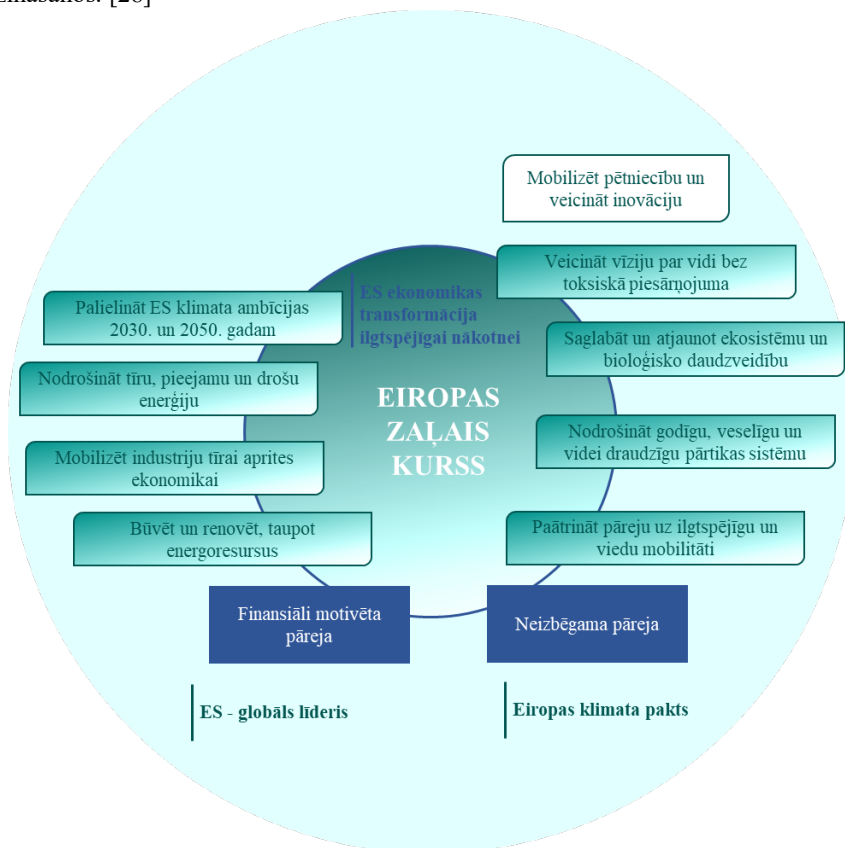 [28]
Mobilizēt pētniecību un
veicināt inovāciju
Veicināt vīziju par vidi bez
toksiskā piesārņojuma
ES ekonomikas
transformācija
ilgtspējīgai nākotnei
Palielināt ES klimata ambīcijas
2030. un 2050. gadam
Saglabāt un atjaunot ekosistēmu un
bioloģisko daudzveidību
Nodrošināt tīru, pieejamu un drošu
enerģiju
EIROPAS
ZAĻAIS
KURSS
Nodrošināt godīgu, veselīgu un
videi draudzīgu pārtikas sistēmu
Mobilizēt industriju tīrai aprites
ekonomikai
Būvēt un renovēt, taupot
energoresursus
Paātrināt pāreju uz ilgtspējīgu un
viedu mobilitāti
Finansiāli motivēta
pāreja
Neizbēgama pāreja
ES - globāls līderis
Eiropas klimata pakts